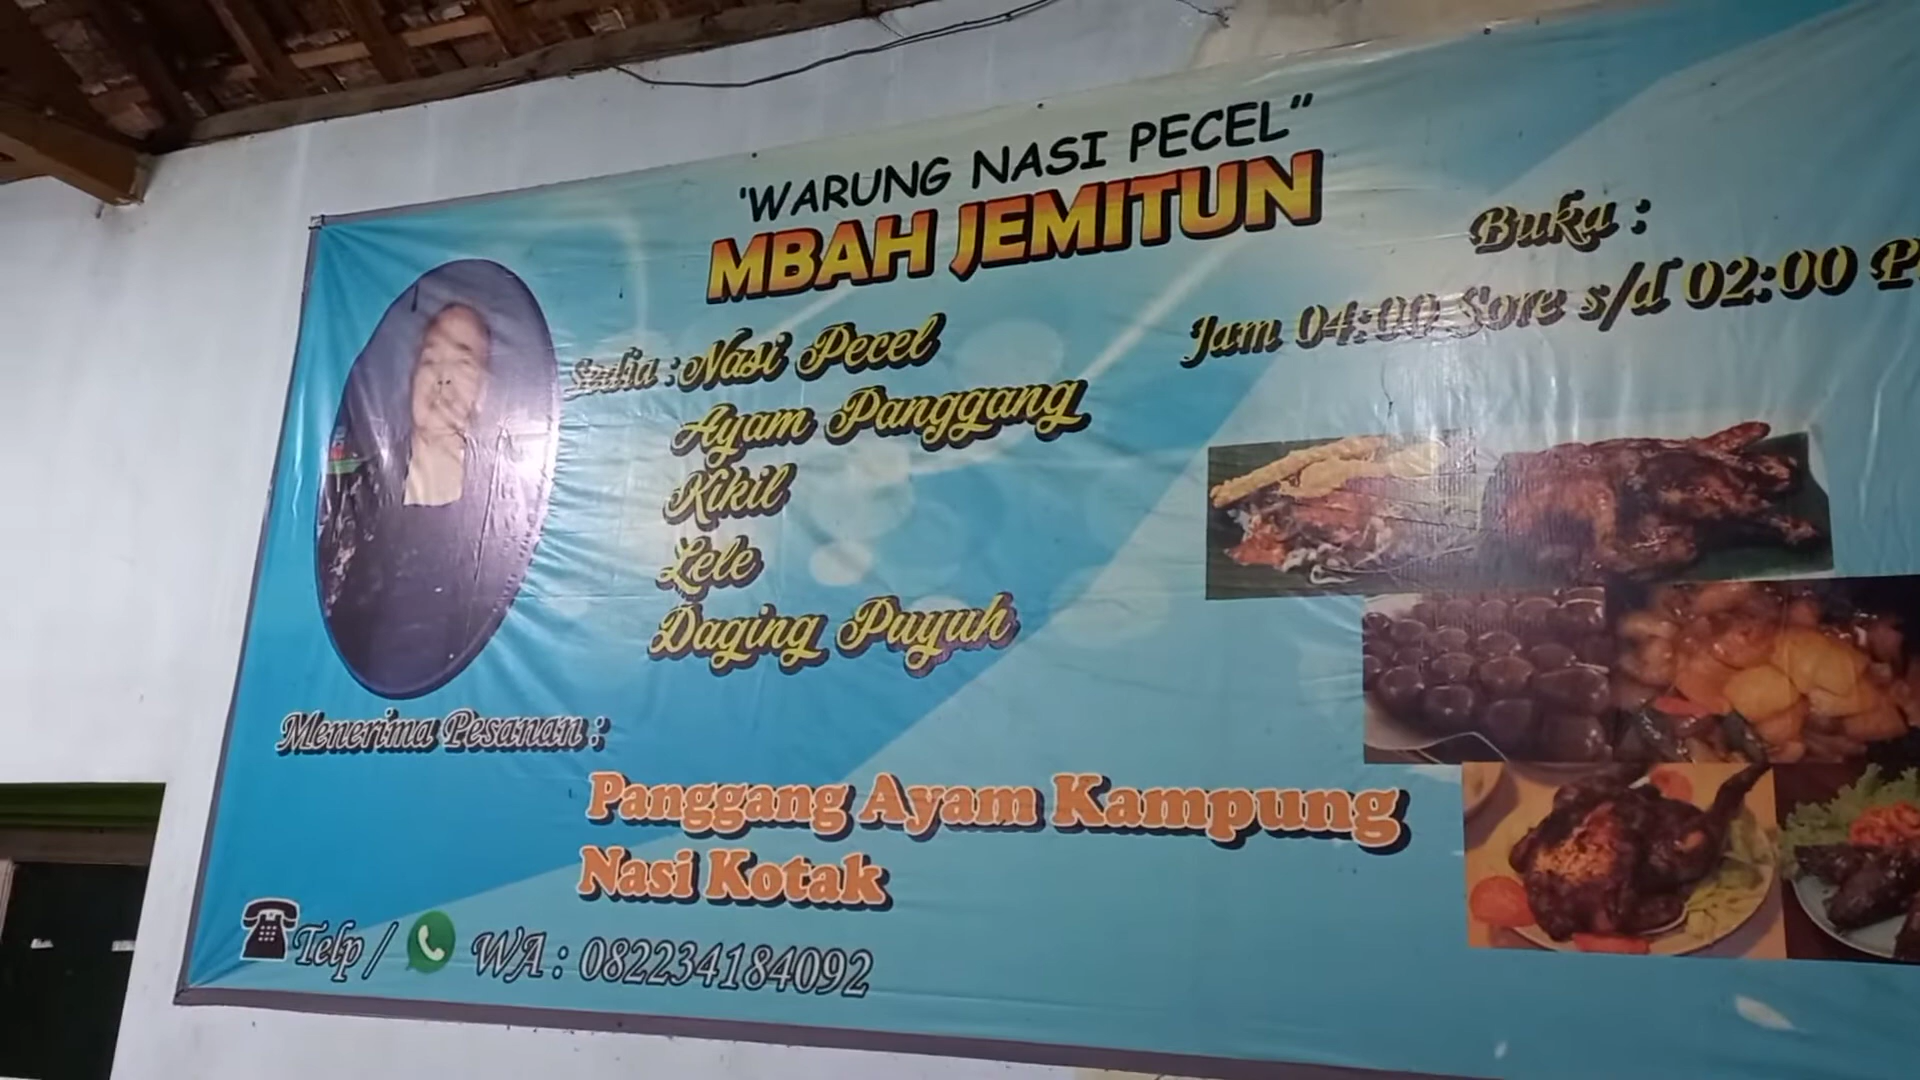 "WARUNG NASI PECEL"
MBAH JEMITUN
Buka :
Jam 04:00 Sore s/d 02:00
Sedia : Nasi Pecel
Ayam Panggang
Kikil
Lele
Daging Puyuh
Menerima Pesanan :
Panggang Ayam Kampung
Nasi Kotak
Telp / WA : 082234184092